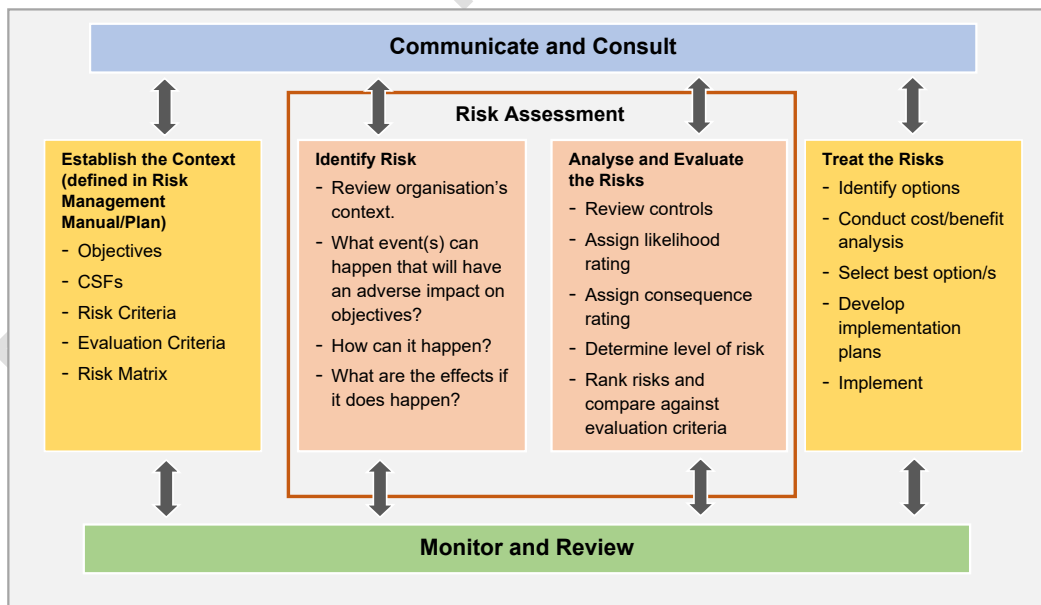 Communicate and Consult
Risk Assessment
Establish the Context
(defined in Risk
Management
Manual/Plan)
- Objectives
- CSFs
- Risk Criteria
- Evaluation Criteria
- Risk Matrix
Identify Risk
- Review organisation's
context.
- What event(s) can
happen that will have
an adverse impact on
objectives?
- How can it happen?
- What are the effects if
it does happen?
Analyse and Evaluate
the Risks
- Review controls
- Assign likelihood
rating
- Assign consequence
rating
- Determine level of risk
- Rank risks and
compare against
evaluation criteria
Treat the Risks
- Identify options
- Conduct cost/benefit
analysis
- Select best option/s
- Develop
implementation
plans
- Implement
Monitor and Review